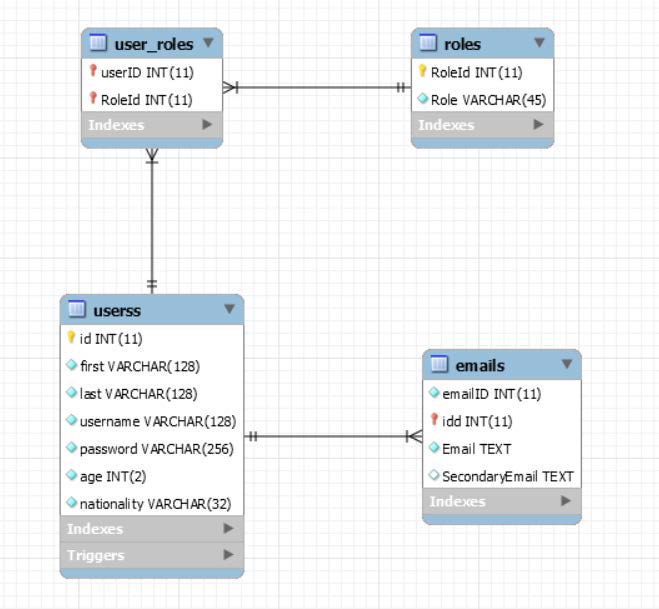 user_roles
userID INT(11)
RoleId INT(11)
Indexes
roles
RoleId INT(11)
Role VARCHAR(45)
Indexes
userss
id INT(11)
first VARCHAR(128)
last VARCHAR(128)
username VARCHAR(128)
password VARCHAR(256)
age INT(2)
nationality VARCHAR(32)
Indexes
Triggers
emails
emailID INT(11)
idd INT(11)
Email TEXT
SecondaryEmail TEXT
Indexes